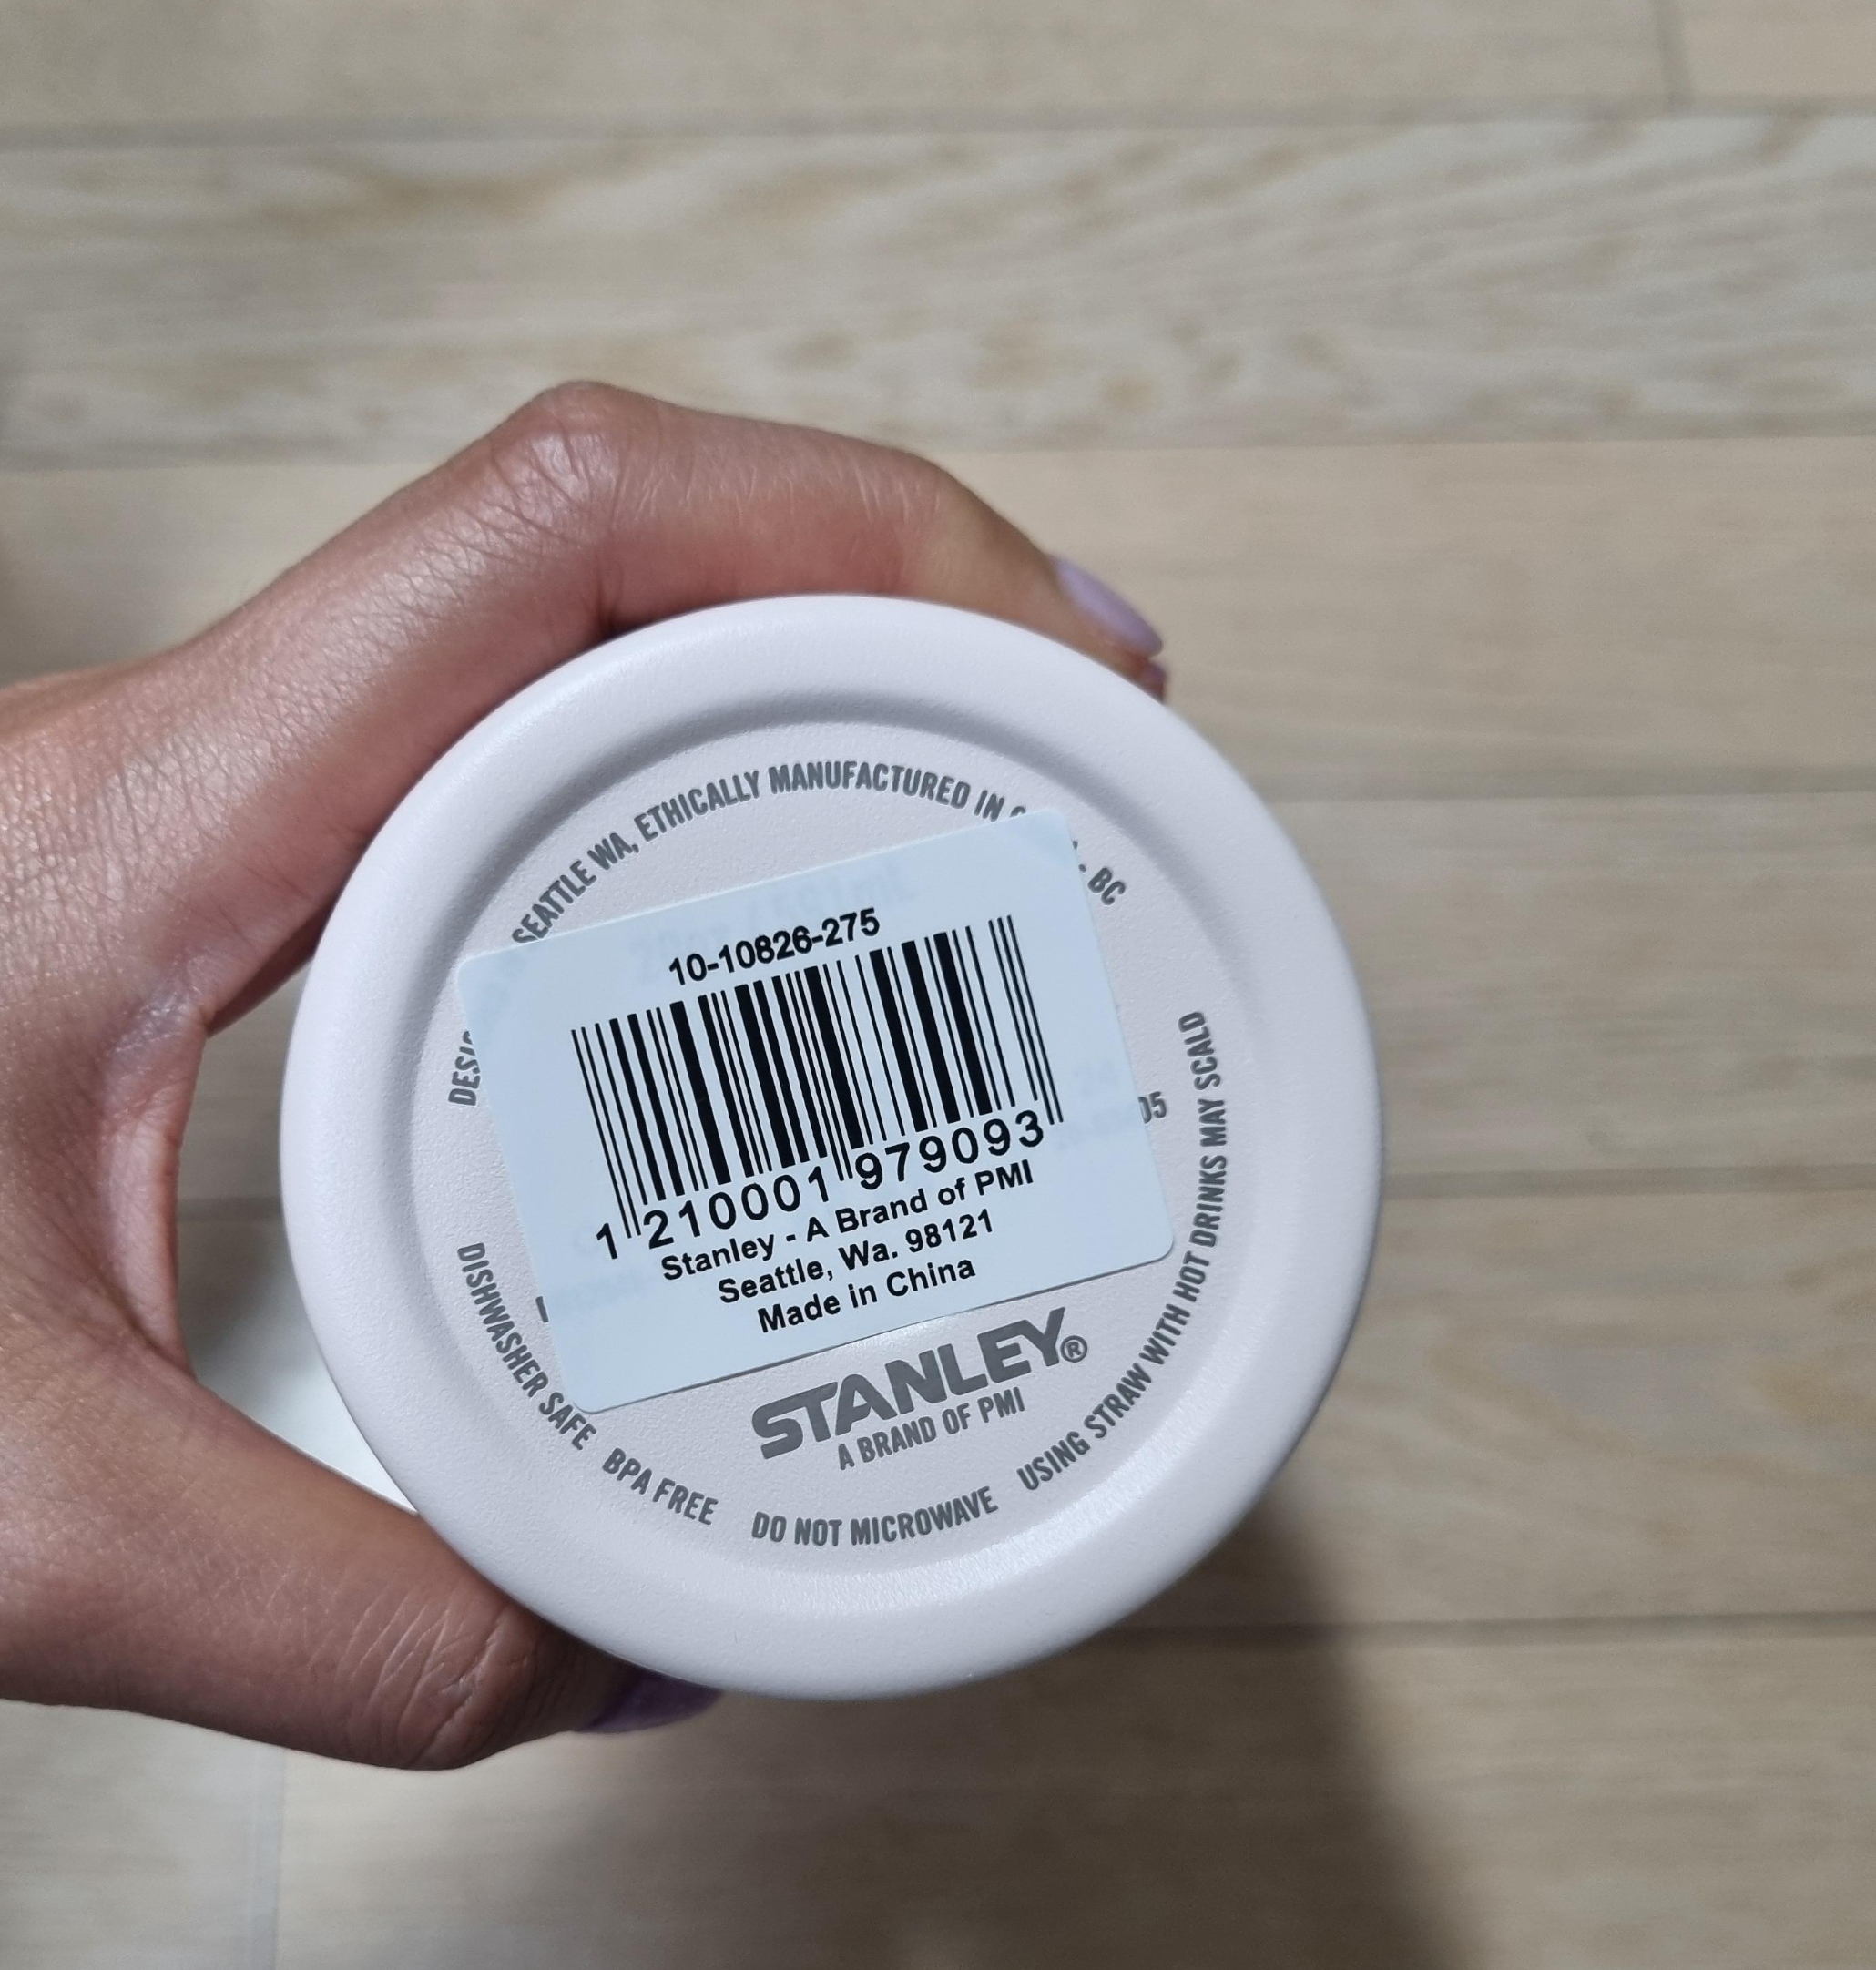 SEATTLE WA, ETHICALLY MANUFACTURED IN
BC
10-10826-275
1 210001 979093
Stanley - A Brand of PMI
Seattle, Wa. 98121
Made in China
STANLEY®
A BRAND OF PMI
DISHWASHER SAFE BPA FREE DO NOT MICROWAVE USING STRAW WITH HOT DRINKS MAY SCALD